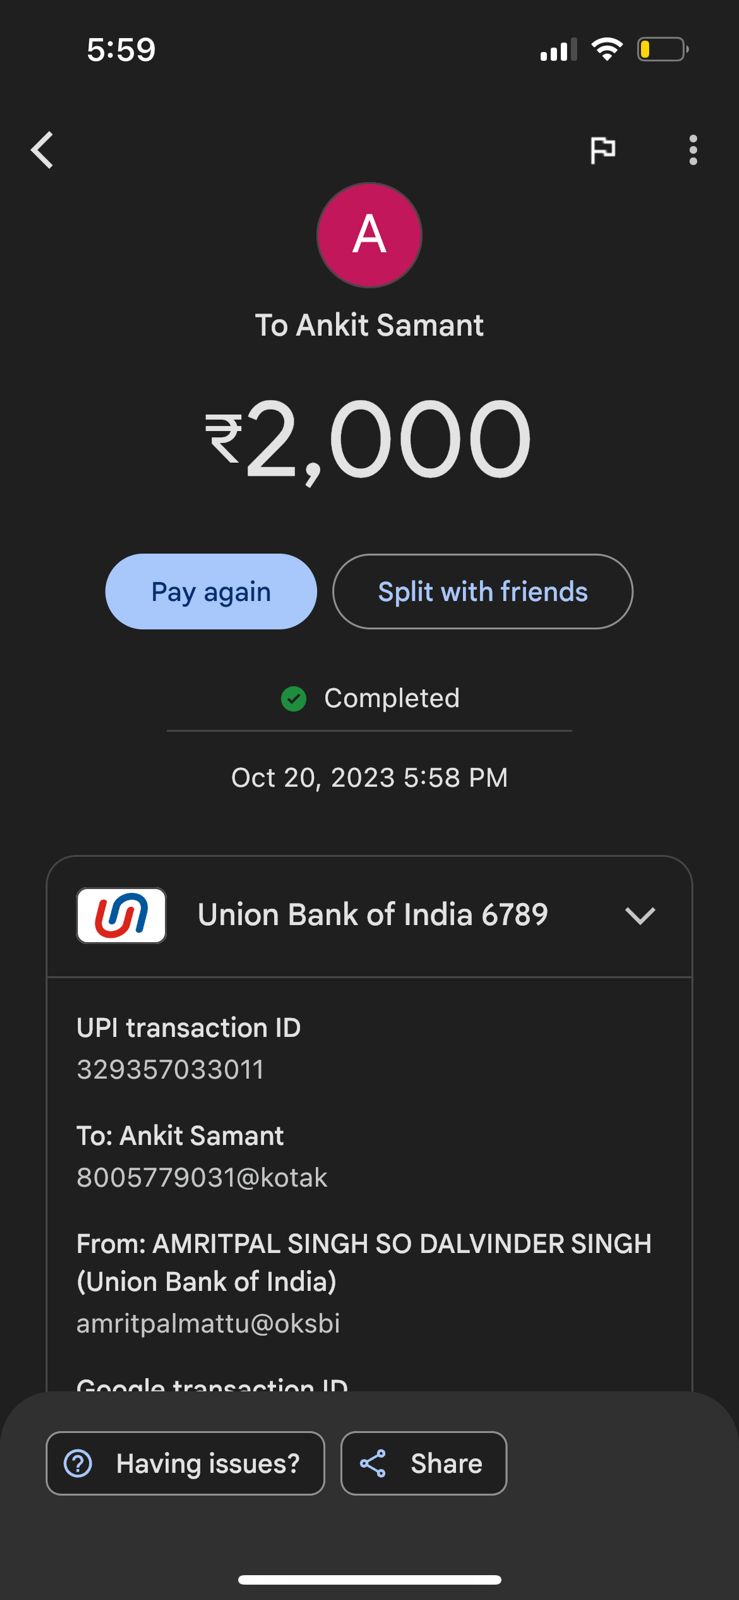 5:59
A
To Ankit Samant
₹2,000
Pay again
Split with friends
Completed
Oct 20, 2023 5:58 PM
Union Bank of India 6789
UPI transaction ID
329357033011
To: Ankit Samant
8005779031@kotak
From: AMRITPAL SINGH SO DALVINDER SINGH
(Union Bank of India)
amritpalmattu@oksbi
Google transaction ID
Having issues?
Share